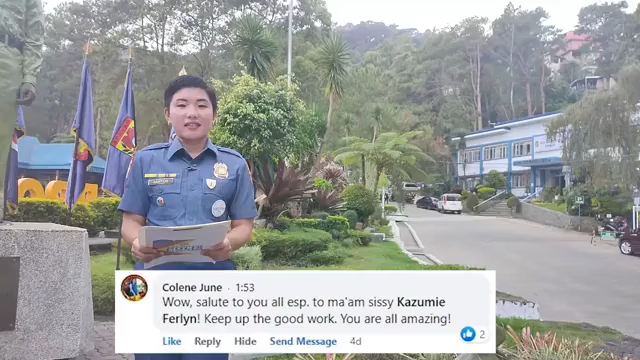 Colene June · 1:53
Wow, salute to you all esp. to ma'am sissy Kazumie
Ferlyn! Keep up the good work. You are all amazing!
Like Reply Hide Send Message 4d
2